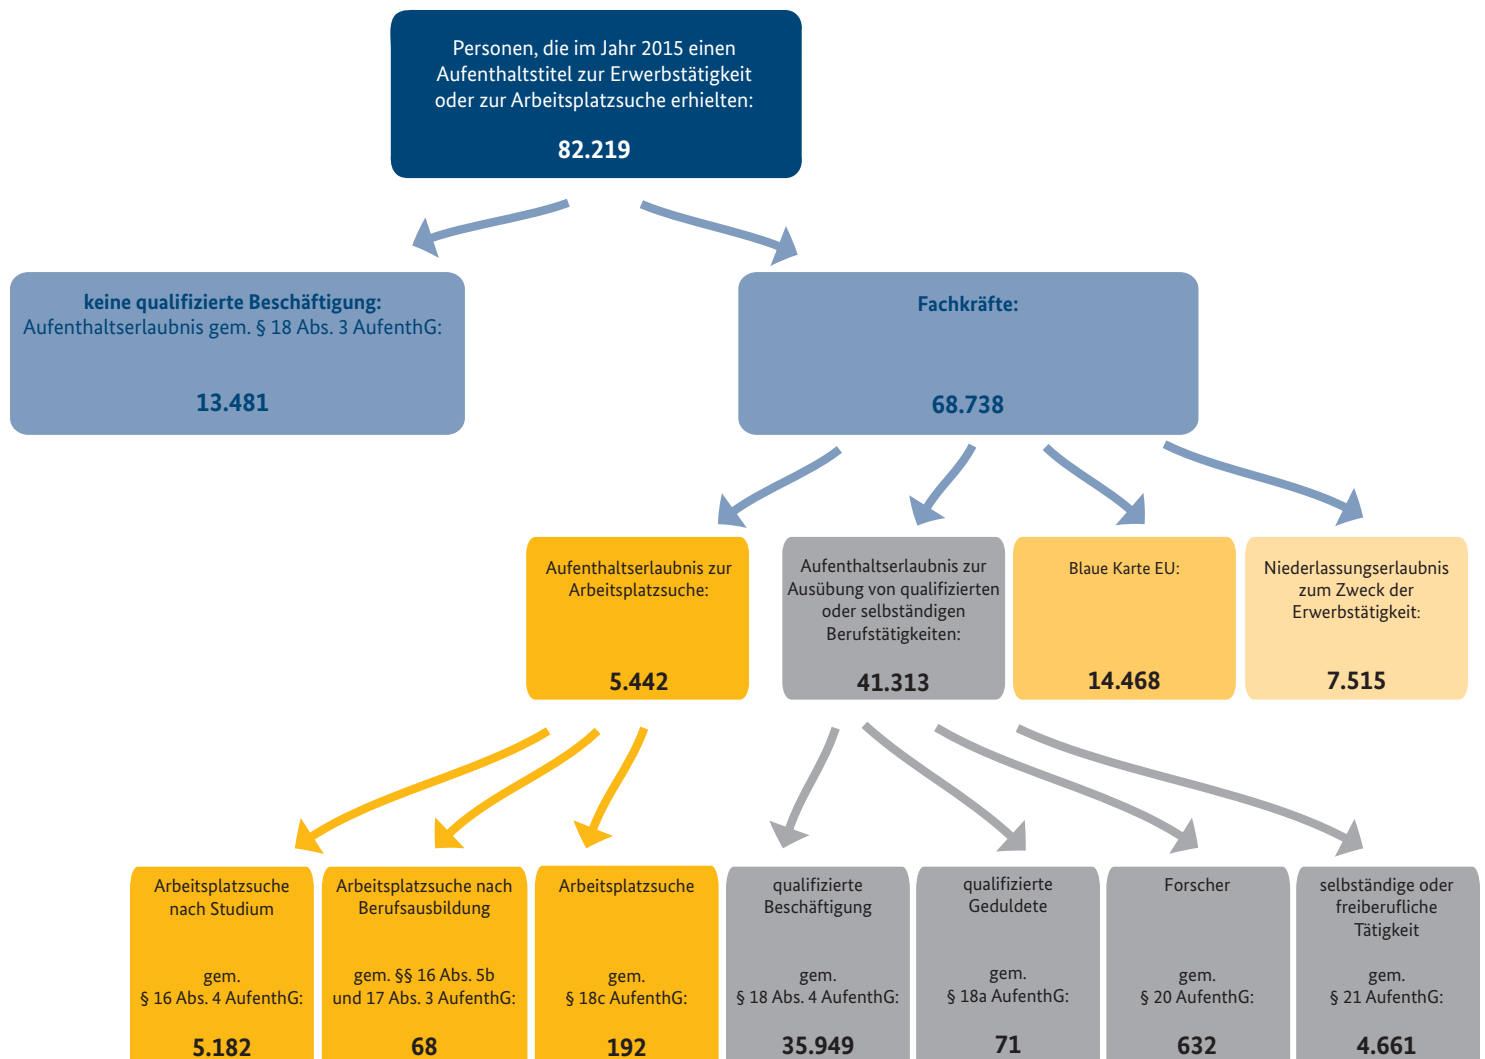 Personen, die im Jahr 2015 einen
Aufenthaltstitel zur Erwerbstätigkeit
oder zur Arbeitsplatzsuche erhielten:
82.219
keine qualifizierte Beschäftigung:
Aufenthaltserlaubnis gem. § 18 Abs. 3 AufenthG:
13.481
Fachkräfte:
68.738
Aufenthaltserlaubnis zur
Arbeitsplatzsuche:
5.442
Aufenthaltserlaubnis zur
Ausübung von qualifizierten
oder selbständigen
Berufstätigkeiten:
41.313
Blaue Karte EU:
14.468
Niederlassungserlaubnis
zum Zweck der
Erwerbstätigkeit:
7.515
Arbeitsplatzsuche
nach Studium
gem.
§ 16 Abs. 4 AufenthG:
5.182
Arbeitsplatzsuche nach
Berufsausbildung
gem. §§ 16 Abs. 5b
und 17 Abs. 3 AufenthG:
68
Arbeitsplatzsuche
gem.
§ 18c AufenthG:
192
qualifizierte
Beschäftigung
gem.
§ 18 Abs. 4 AufenthG:
35.949
qualifizierte
Geduldete
gem.
§ 18a AufenthG:
71
Forscher
gem.
§ 20 AufenthG:
632
selbständige oder
freiberufliche
Tätigkeit
gem.
§ 21 AufenthG:
4.661